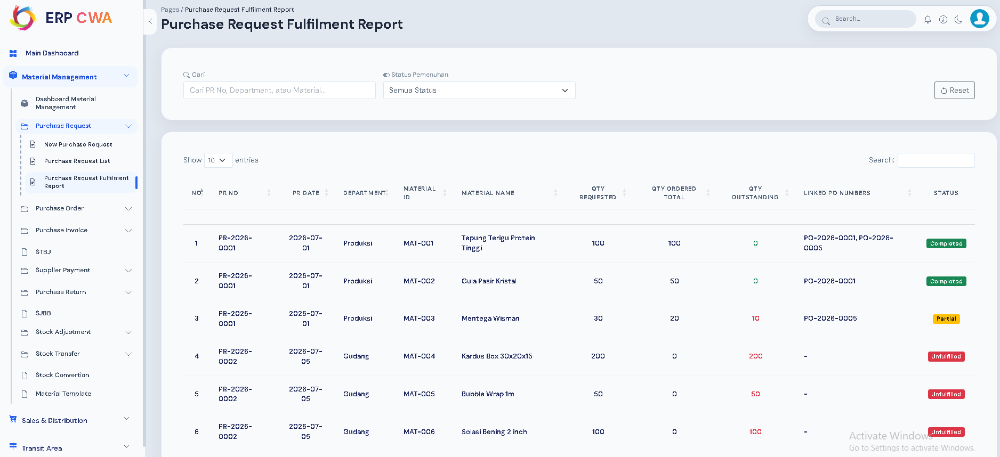 ERP CWA
Main Dashboard
Material Management
Dashboard Material
Management
Purchase Request
New Purchase Request
Purchase Request List
Purchase Request Fulfilment
Report
Purchase Order
Purchase Invoice
STBJ
Supplier Payment
Purchase Return
SJBB
Stock Adjustment
Stock Transfer
Stock Convertion
Material Template
Sales & Distribution
Transit Area
Pages / Purchase Request Fulfilment Report
Purchase Request Fulfilment Report
Search...
Cari
Cari PR No, Department, atau Material...
Status Pemenuhan
Semua Status
Reset
Show 10 entries
Search:
NO PR NO PR DATE DEPARTMENT MATERIAL ID MATERIAL NAME QTY REQUESTED QTY ORDERED TOTAL QTY OUTSTANDING LINKED PO NUMBERS STATUS
1 PR-2026-0001 2026-07-01 Produksi MAT-001 Tepung Terigu Protein Tinggi 100 100 0 PO-2026-0001, PO-2026-0005 Completed
2 PR-2026-0001 2026-07-01 Produksi MAT-002 Gula Pasir Kristal 50 50 0 PO-2026-0001 Completed
3 PR-2026-0001 2026-07-01 Produksi MAT-003 Mentega Wisman 30 20 10 PO-2026-0005 Partial
4 PR-2026-0002 2026-07-05 Gudang MAT-004 Kardus Box 30x20x15 200 0 200 - Unfulfilled
5 PR-2026-0002 2026-07-05 Gudang MAT-005 Bubble Wrap 1m 50 0 50 - Unfulfilled
6 PR-2026-0002 2026-07-05 Gudang MAT-006 Solasi Bening 2 inch 100 0 100 - Unfulfilled
Activate Windows
Go to Settings to activate Windows.